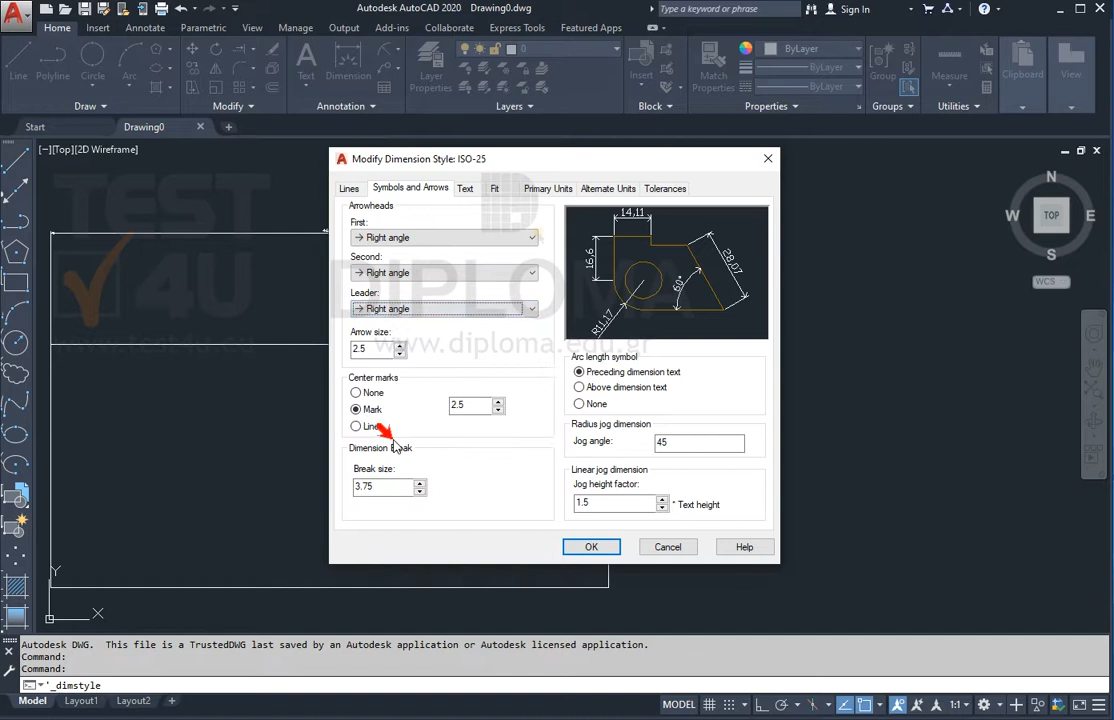 Autodesk AutoCAD 2020 Drawing0.dwg
Type a keyword or phrase
Sign In
Home Insert Annotate Parametric View Manage Output Add-ins Collaborate Express Tools Featured Apps
Line Polyline Circle Arc
Text Dimension
Layer Properties
0
Insert
Match Properties
ByLayer
ByLayer
ByLayer
Group
Measure
Clipboard
View
Draw Modify Annotation Layers Block Properties Groups Utilities
Start Drawing0
[−][Top][2D Wireframe]
TEST
4U
DIPLOMA
www.diploma.edu.gr
N
W TOP E
S
WCS
Modify Dimension Style: ISO-25
Lines Symbols and Arrows Text Fit Primary Units Alternate Units Tolerances
Arrowheads
First:
Right angle
Second:
Right angle
Leader:
Right angle
Arrow size:
2.5
Center marks
None
Mark
Line
2.5
Dimension Break
Break size:
3.75
14,11
16,6
28,07
60°
R11,17
Arc length symbol
Preceding dimension text
Above dimension text
None
Radius jog dimension
Jog angle: 45
Linear jog dimension
Jog height factor:
1.5 * Text height
OK Cancel Help
Y
X
Autodesk DWG. This file is a TrustedDWG last saved by an Autodesk application or Autodesk licensed application.
Command:
Command:
'_dimstyle
Model Layout1 Layout2
MODEL
1:1